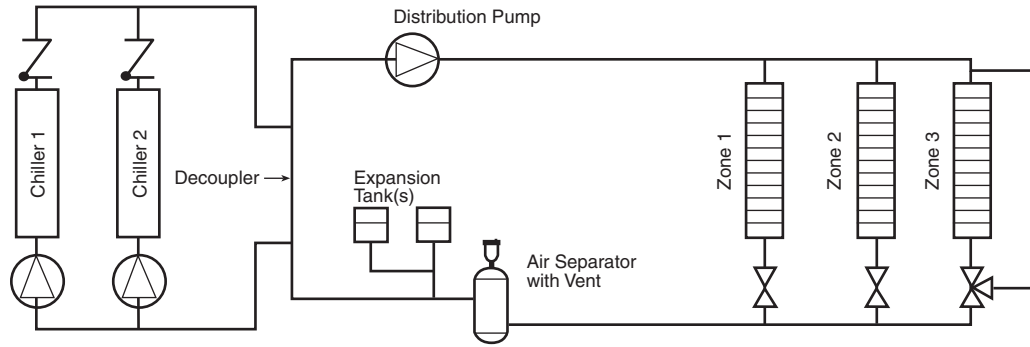 Distribution Pump
Chiller 1
Chiller 2
Decoupler
Expansion
Tank(s)
Zone 1
Zone 2
Zone 3
Air Separator
with Vent